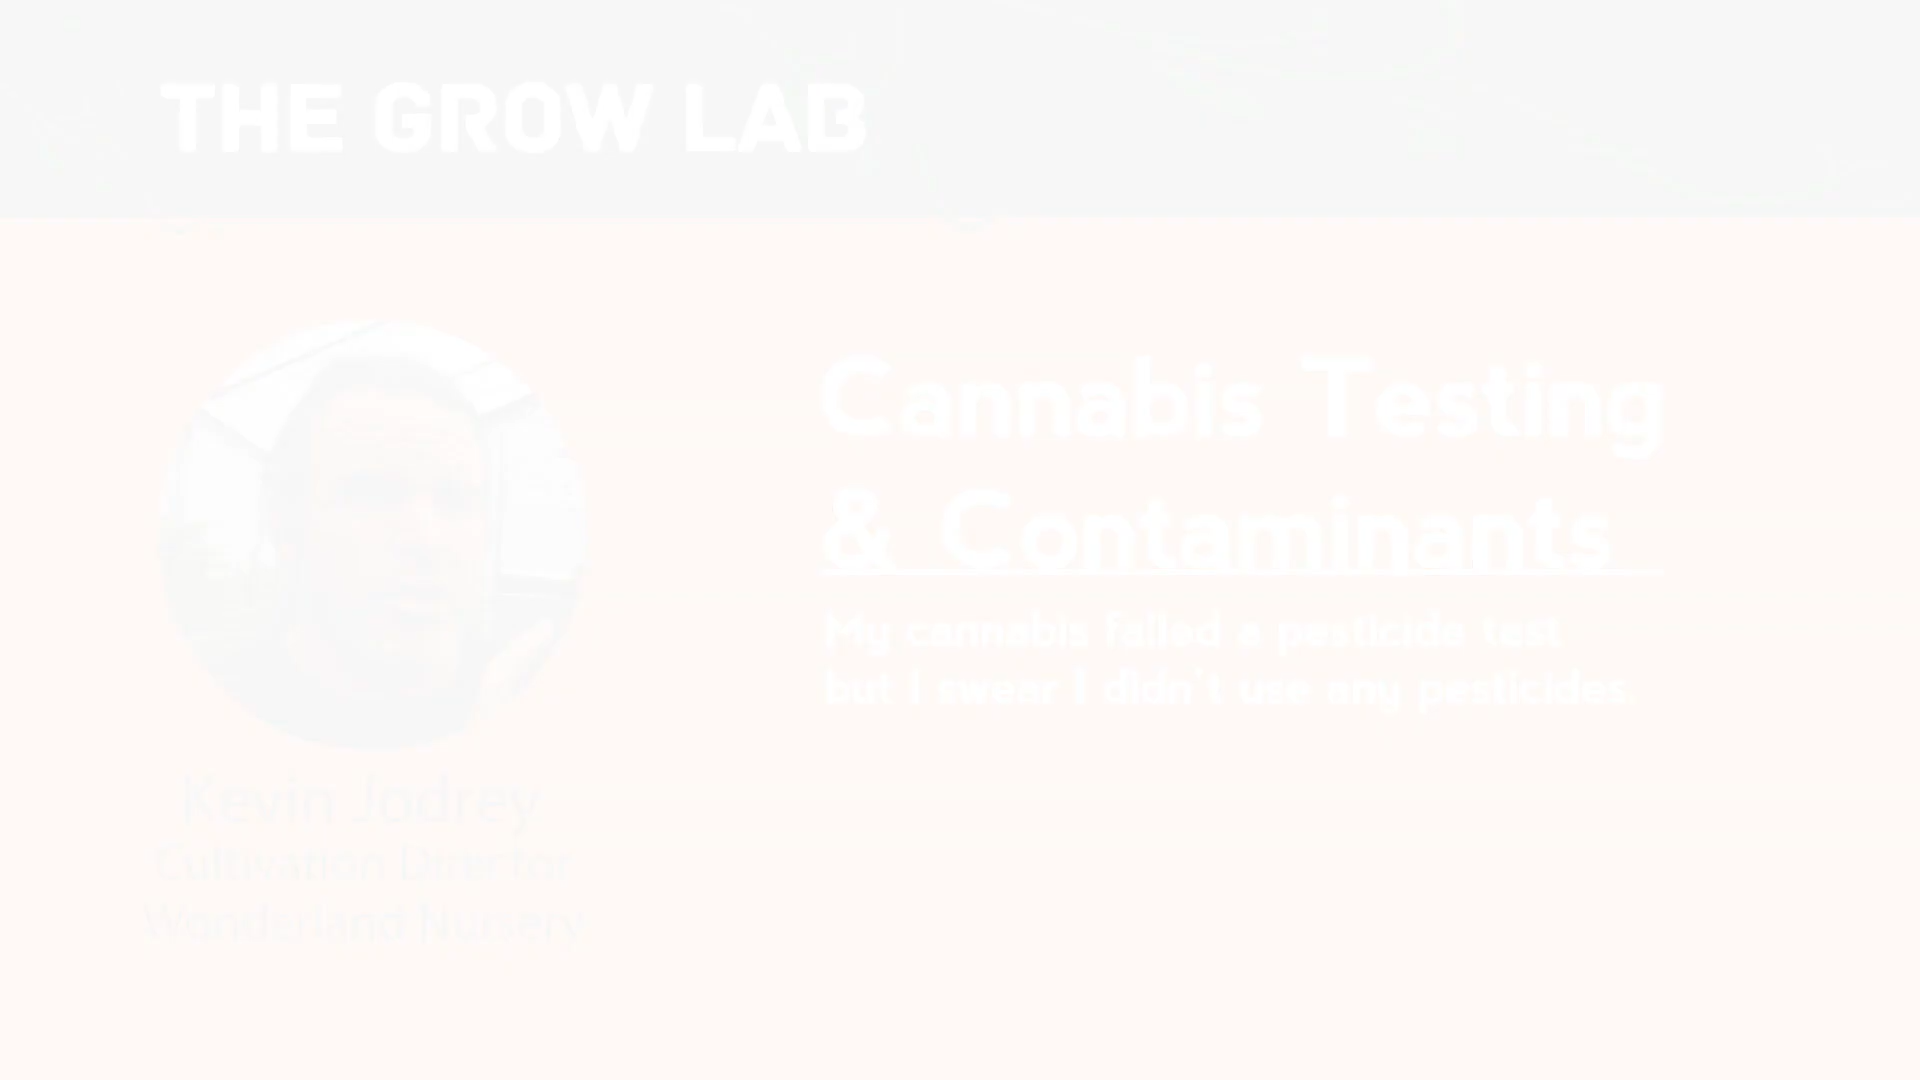 THE GROW LAB
Cannabis Testing
& Contaminants
My cannabis failed a pesticide test
but I swear I didn't use any pesticides.
Kevin Jodrey
Cultivation Director
Wonderland Nursery